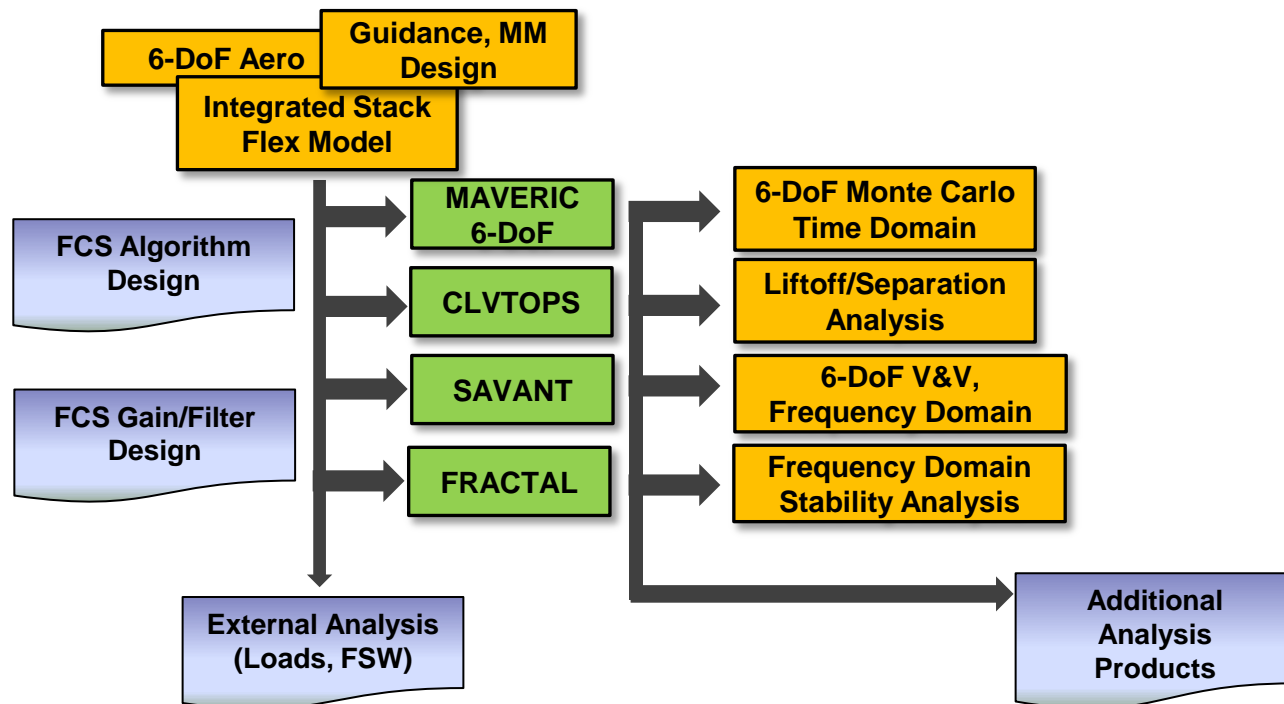 6-DoF Aero
Guidance, MM
Design
Integrated Stack
Flex Model
FCS Algorithm
Design
FCS Gain/Filter
Design
MAVERIC
6-DoF
CLVTOPS
SAVANT
FRACTAL
6-DoF Monte Carlo
Time Domain
Liftoff/Separation
Analysis
6-DoF V&V,
Frequency Domain
Frequency Domain
Stability Analysis
External Analysis
(Loads, FSW)
Additional
Analysis
Products